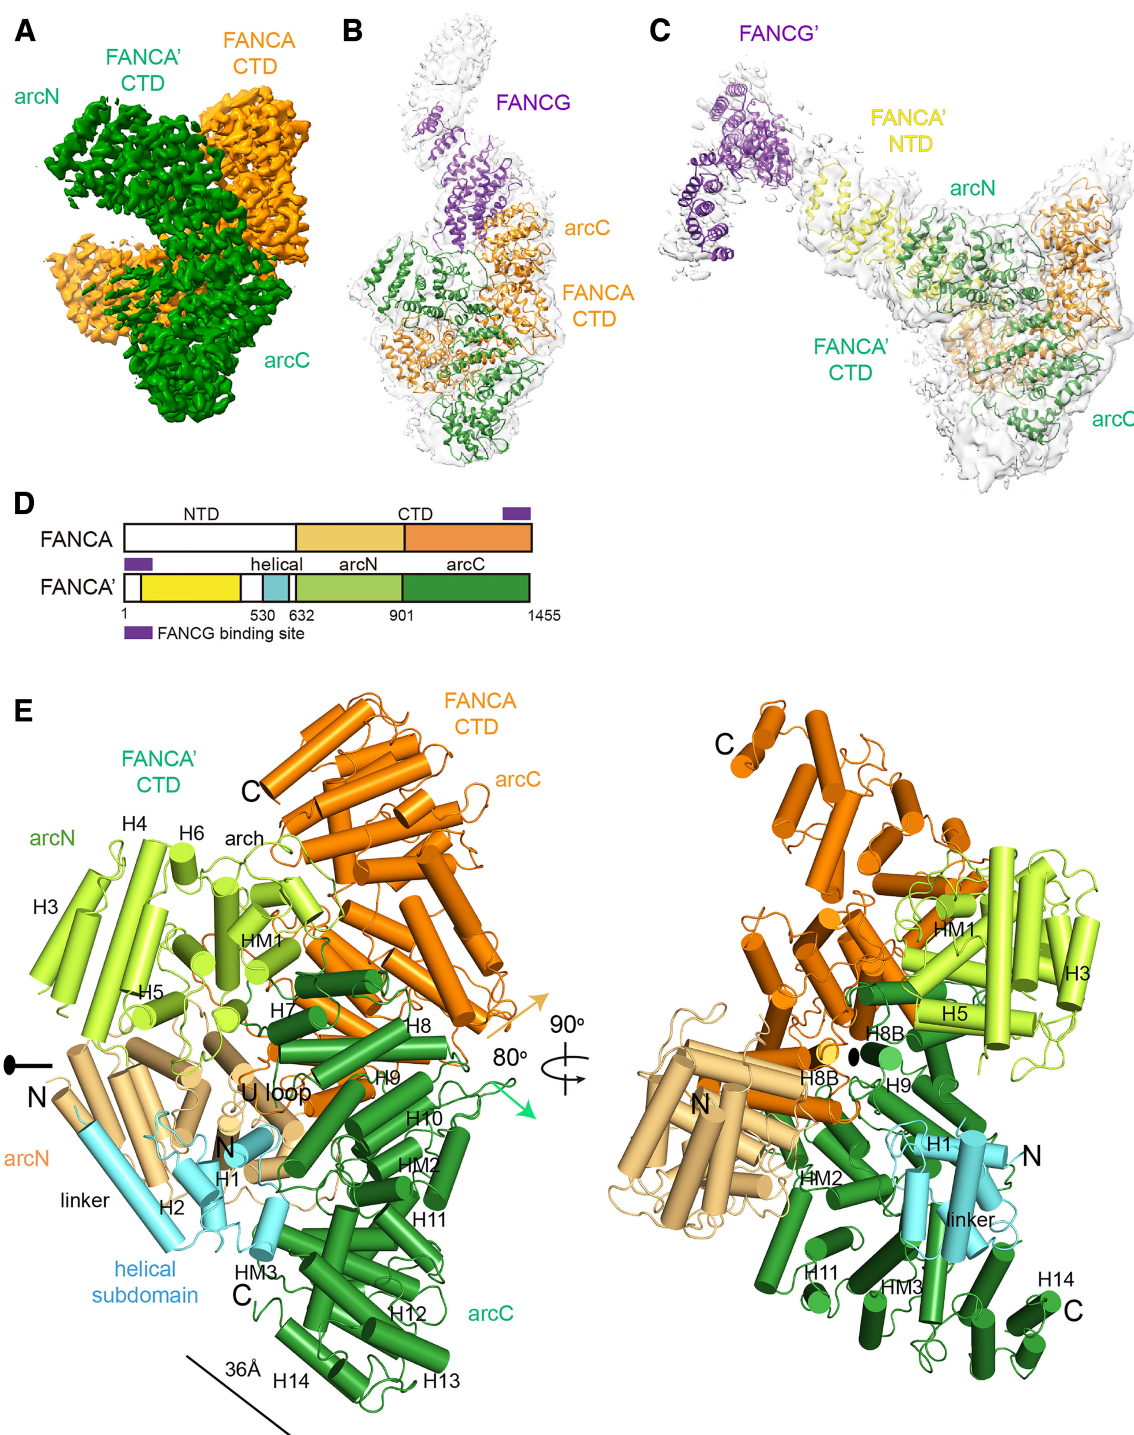 A
FANCA’
CTD
FANCA
CTD
arcN
arcC
B
FANCG
arcC
FANCA
CTD
C
FANCG’
FANCA’
NTD
arcN
FANCA’
CTD
arcC
D
NTD
CTD
FANCA
helical
arcN
arcC
FANCA’
1
530
632
901
1455
FANCG binding site
E
FANCA
CTD
FANCA’
CTD
arcC
C
arcN
H4
H6
arch
H3
HM1
H5
H7
H8
80º
90º
N
U loop
H9
H10
arcN
N
H1
HM2
linker
H2
H11
helical
subdomain
HM3
C
H12
arcC
36Å
H14
H13
C
HM1
H3
H5
H8B
H8B
H9
N
H1
N
HM2
linker
H11
HM3
H14
C